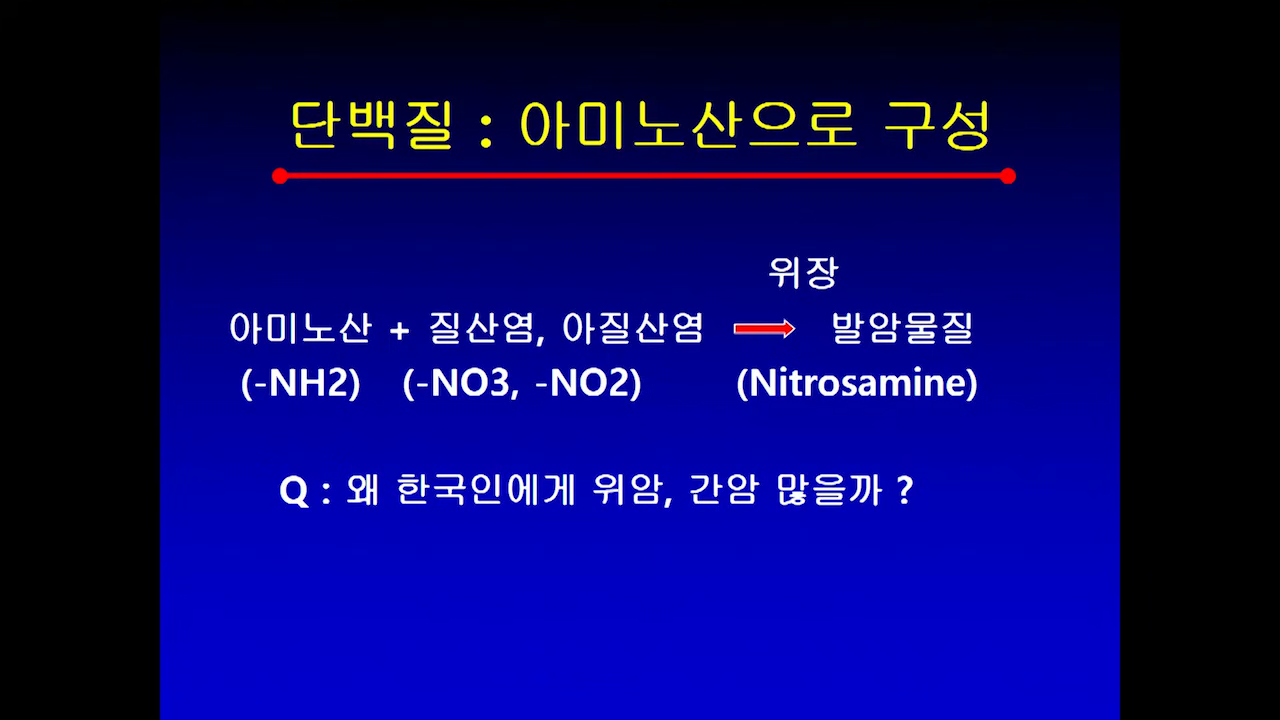 단백질 : 아미노산으로 구성
위장
아미노산 + 질산염, 아질산염 발암물질
(-NH2) (-NO3, -NO2) (Nitrosamine)
Q : 왜 한국인에게 위암, 간암 많을까 ?